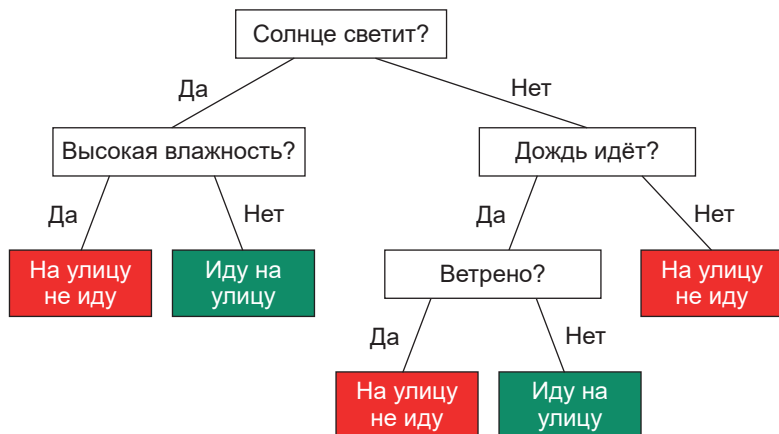 Солнце светит?
Да
Нет
Высокая влажность?
Дождь идёт?
Да
Нет
Да
Нет
На улицу
не иду
Иду на
улицу
Ветрено?
На улицу
не иду
Да
Нет
На улицу
не иду
Иду на
улицу